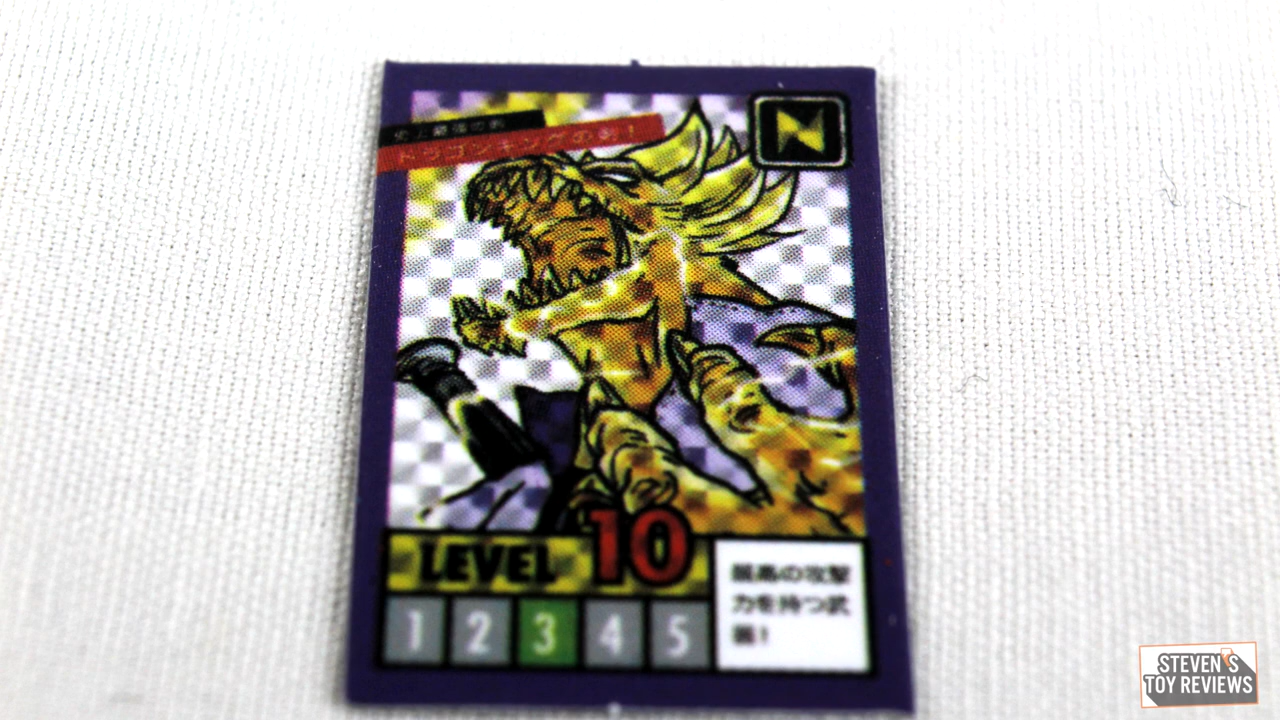 史上最強の剣
ドラゴンキングの剣!
N
LEVEL 10
1 2 3 4 5
最高の攻撃
力を持つ武
器!
STEVEN'S
TOY REVIEWS